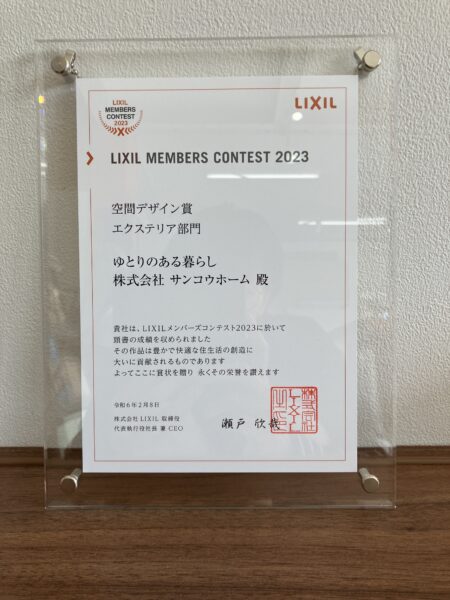 LIXIL
MEMBERS
CONTEST
2023
LIXIL
LIXIL MEMBERS CONTEST 2023
空間デザイン賞
エクステリア部門
ゆとりのある暮らし
株式会社 サンコウホーム 殿
貴社は、LIXILメンバーズコンテスト2023に於いて
頭書の成績を収められました
その作品は豊かで快適な住生活の創造に
大いに貢献されるものであります
よってここに賞状を贈り 永くその栄誉を讃えます
令和6年2月8日
株式会社 LIXIL 取締役
代表執行役社長 兼 CEO
瀬戸 欣哉